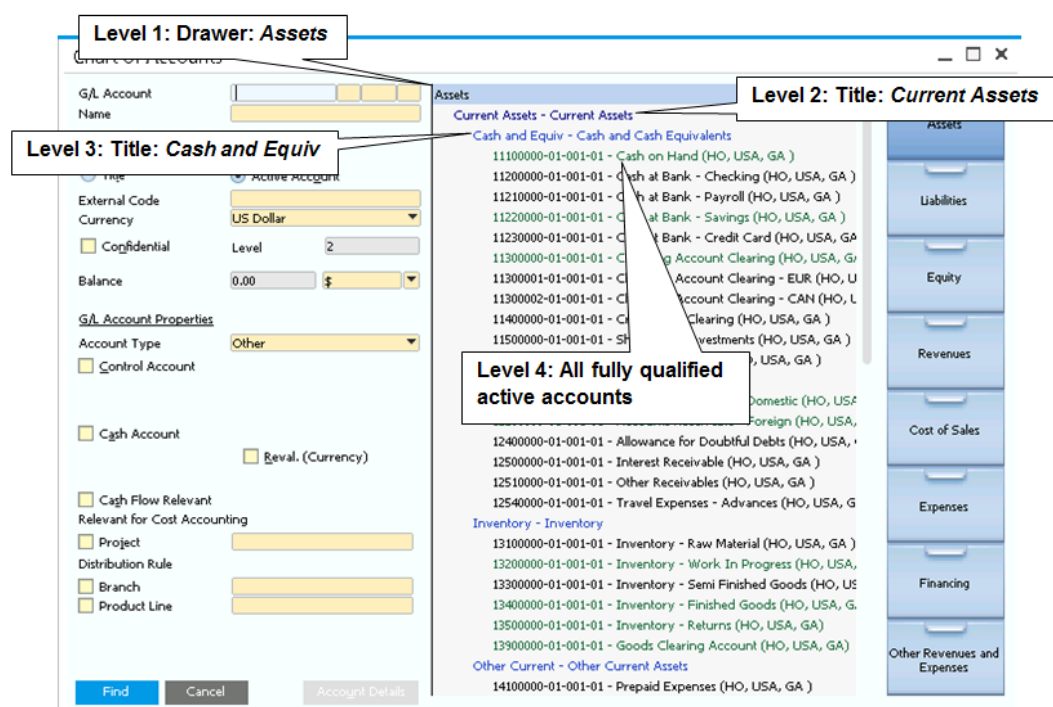 Level 1: Drawer: Assets
Chart of Accounts
G/L Account
Name
Level 3: Title: Cash and Equiv
Title
Active Account
External Code
Currency
US Dollar
Confidential
Level
2
Balance
0.00
$
G/L Account Properties
Account Type
Other
Control Account
Cash Account
Reval. (Currency)
Cash Flow Relevant
Relevant for Cost Accounting
Project
Distribution Rule
Branch
Product Line
Find
Cancel
Account Details
Assets
Level 2: Title: Current Assets
Current Assets - Current Assets
Cash and Equiv - Cash and Cash Equivalents
11100000-01-001-01 - Cash on Hand (HO, USA, GA )
11200000-01-001-01 - Cash at Bank - Checking (HO, USA, GA )
11210000-01-001-01 - Cash at Bank - Payroll (HO, USA, GA )
11220000-01-001-01 - at Bank - Savings (HO, USA, GA )
11230000-01-001-01 - Bank - Credit Card (HO, USA, GA
11300000-01-001-01 - Account Clearing (HO, USA, G
11300001-01-001-01 - Account Clearing - EUR (HO, U
11300002-01-001-01 - Account Clearing - CAN (HO, L
11400000-01-001-01 - Clearing (HO, USA, GA )
11500000-01-001-01 - (HO, USA, GA )
, USA, GA )
Level 4: All fully qualified
active accounts
Domestic (HO, USA
Foreign (HO, USA,
12400000-01-001-01 - Allowance for Doubtful Debts (HO, USA,
12500000-01-001-01 - Interest Receivable (HO, USA, GA )
12510000-01-001-01 - Other Receivables (HO, USA, GA )
12540000-01-001-01 - Travel Expenses - Advances (HO, USA, G
Inventory - Inventory
13100000-01-001-01 - Inventory - Raw Material (HO, USA, GA )
13200000-01-001-01 - Inventory - Work In Progress (HO, USA,
13300000-01-001-01 - Inventory - Semi Finished Goods (HO, US
13400000-01-001-01 - Inventory - Finished Goods (HO, USA, G.
13500000-01-001-01 - Inventory - Returns (HO, USA, GA)
13900000-01-001-01 - Goods Clearing Account (HO, USA, GA)
Other Current - Other Current Assets
14100000-01-001-01 - Prepaid Expenses (HO, USA, GA )
Assets
Liabilities
Equity
Revenues
Cost of Sales
Expenses
Financing
Other Revenues and
Expenses